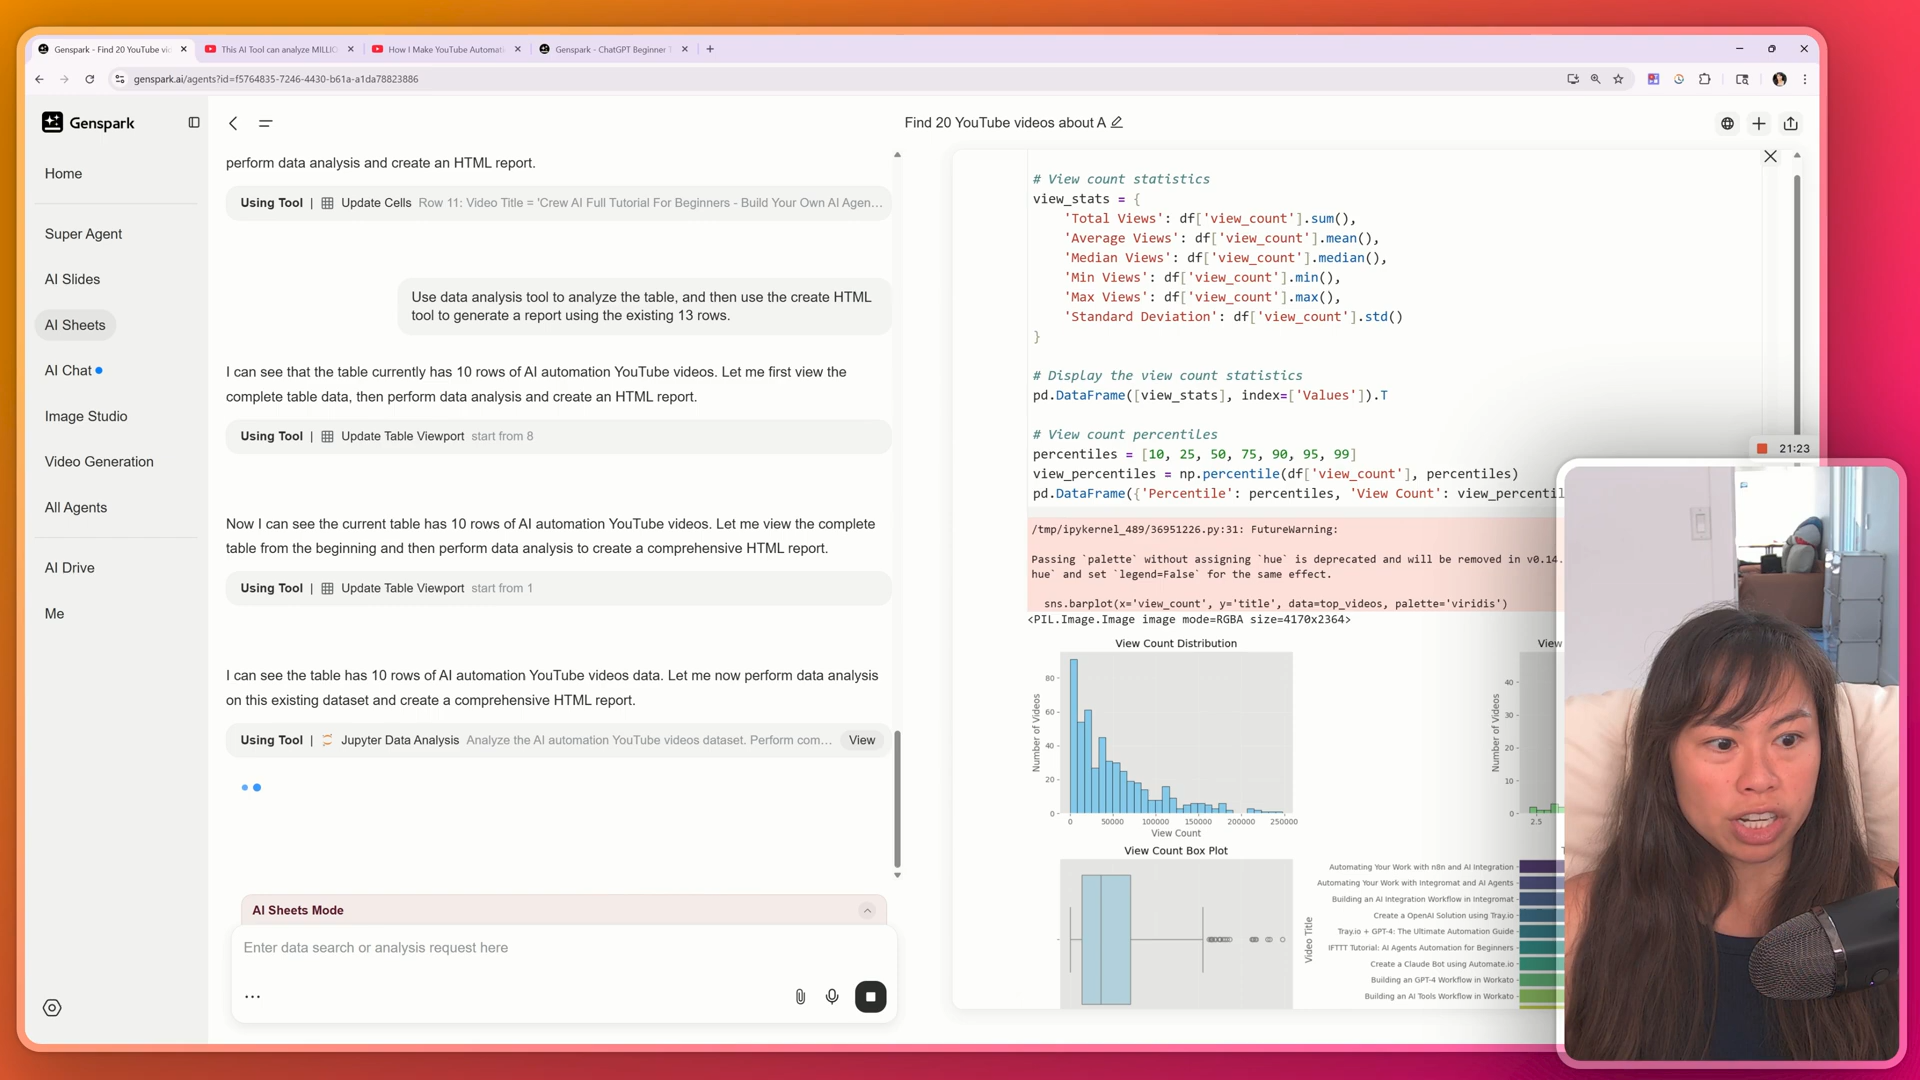 Genspark - Find 20 YouTube vi
This AI Tool can analyze MILLIO
How I Make YouTube Automati
Genspark - ChatGPT Beginner T
genspark.ai/agents?id=f5764835-7246-4430-b61a-a1da78823886
Genspark
Home
Super Agent
AI Slides
AI Sheets
AI Chat
Image Studio
Video Generation
All Agents
AI Drive
Me
Find 20 YouTube videos about A
perform data analysis and create an HTML report.
Using Tool | Update Cells Row 11: Video Title = 'Crew AI Full Tutorial For Beginners - Build Your Own AI Agen...
Use data analysis tool to analyze the table, and then use the create HTML
tool to generate a report using the existing 13 rows.
I can see that the table currently has 10 rows of AI automation YouTube videos. Let me first view the
complete table data, then perform data analysis and create an HTML report.
Using Tool | Update Table Viewport start from 8
Now I can see the current table has 10 rows of AI automation YouTube videos. Let me view the complete
table from the beginning and then perform data analysis to create a comprehensive HTML report.
Using Tool | Update Table Viewport start from 1
I can see the table has 10 rows of AI automation YouTube videos data. Let me now perform data analysis
on this existing dataset and create a comprehensive HTML report.
Using Tool | Jupyter Data Analysis Analyze the AI automation YouTube videos dataset. Perform com... View
AI Sheets Mode
Enter data search or analysis request here
# View count statistics
view_stats = {
'Total Views': df['view_count'].sum(),
'Average Views': df['view_count'].mean(),
'Median Views': df['view_count'].median(),
'Min Views': df['view_count'].min(),
'Max Views': df['view_count'].max(),
'Standard Deviation': df['view_count'].std()
}
# Display the view count statistics
pd.DataFrame([view_stats], index=['Values']).T
# View count percentiles
percentiles = [10, 25, 50, 75, 90, 95, 99]
view_percentiles = np.percentile(df['view_count'], percentiles)
pd.DataFrame({'Percentile': percentiles, 'View Count': view_percentil
21:23
/tmp/ipykernel_489/36951226.py:31: FutureWarning:
Passing `palette` without assigning `hue` is deprecated and will be removed in v0.14.
hue` and set `legend=False` for the same effect.
sns.barplot(x='view_count', y='title', data=top_videos, palette='viridis')
<PIL.Image.Image image mode=RGBA size=4170x2364>
View Count Distribution
Number of Videos
80
60
40
20
0
0 50000 100000 150000 200000 250000
View Count
View
Number of Videos
40
30
20
10
0
2.5
View Count Box Plot
Video Title
Automating Your Work with n8n and AI Integration
Automating Your Work with Integromat and AI Agents
Building an AI Integration Workflow in Integromat
Create a OpenAI Solution using Tray.io
Tray.io + GPT-4: The Ultimate Automation Guide
IFTTT Tutorial: AI Agents Automation for Beginners
Create a Claude Bot using Automate.io
Building an GPT-4 Workflow in Workato
Building an AI Tools Workflow in Workato